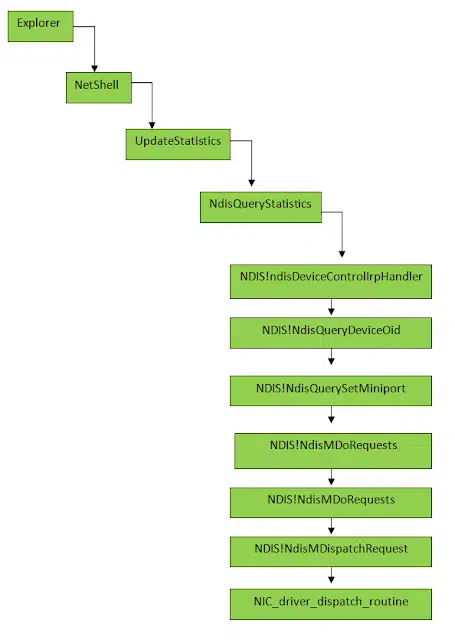 Explorer
NetShell
UpdateStatistics
NdisQueryStatistics
NDIS!ndisDeviceControlIrpHandler
NDIS!NdisQueryDeviceOid
NDIS!NdisQuerySetMiniport
NDIS!NdisMDoRequests
NDIS!NdisMDoRequests
NDIS!NdisMDispatchRequest
NIC_driver_dispatch_routine